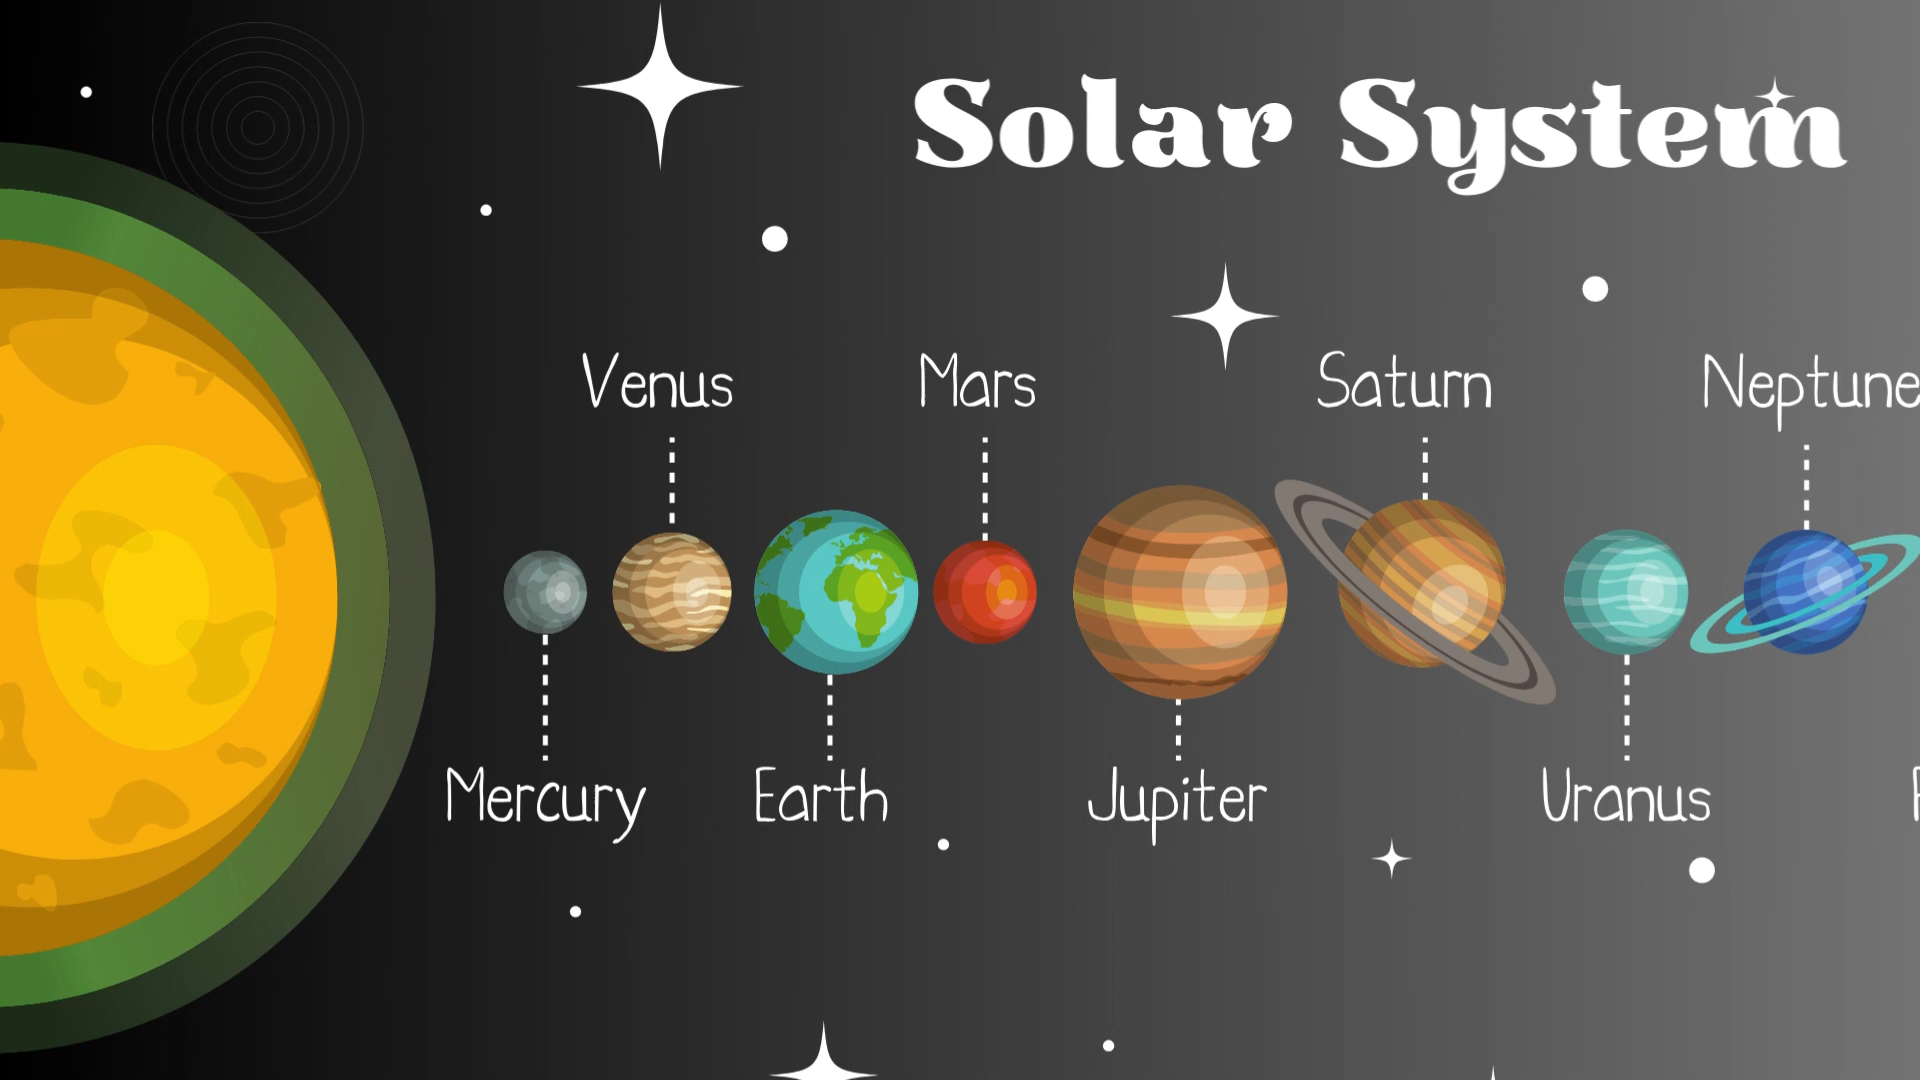 Solar System
Venus
Mars
Saturn
Neptune
Mercury
Earth
Jupiter
Uranus